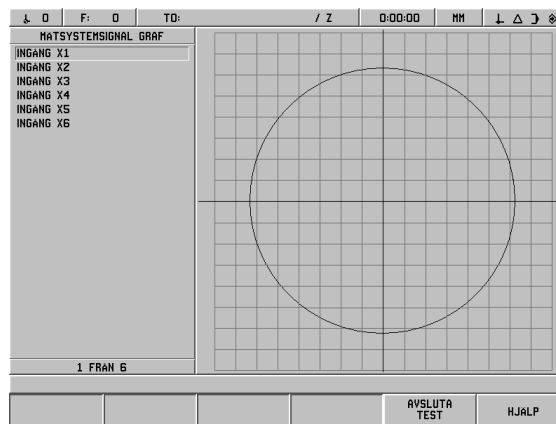 0 F: 0 T0: / Z 0:00:00 MM
MATSYSTEMSIGNAL GRAF
INGANG X1
INGANG X2
INGANG X3
INGANG X4
INGANG X5
INGANG X6
1 FRAN 6
AVSLUTA
TEST
HJALP